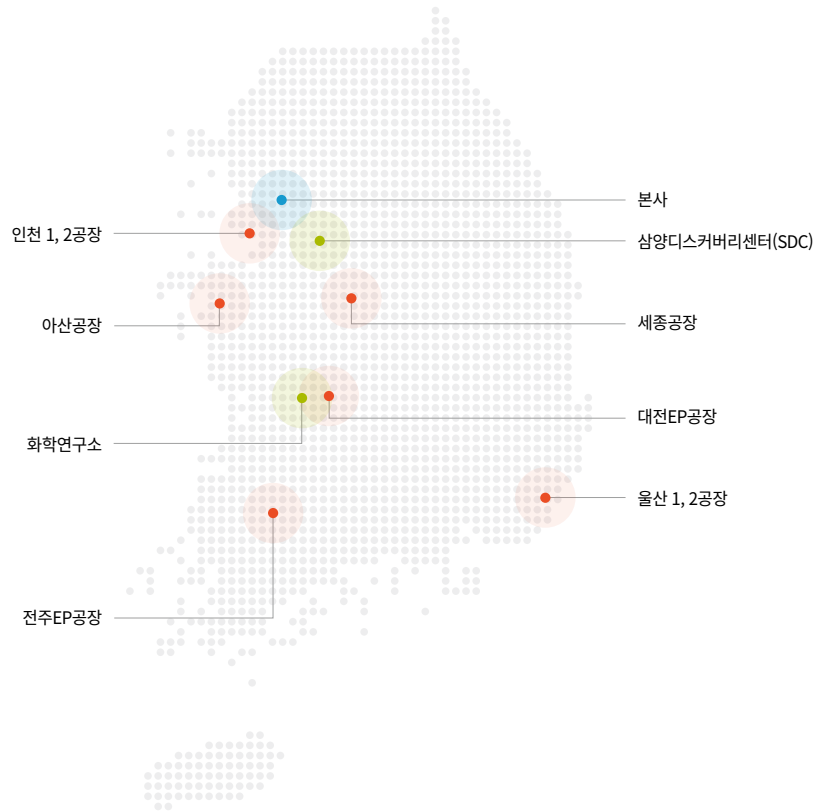 본사
인천 1, 2공장
삼양디스커버리센터(SDC)
아산공장
세종공장
대전EP공장
화학연구소
울산 1, 2공장
전주EP공장